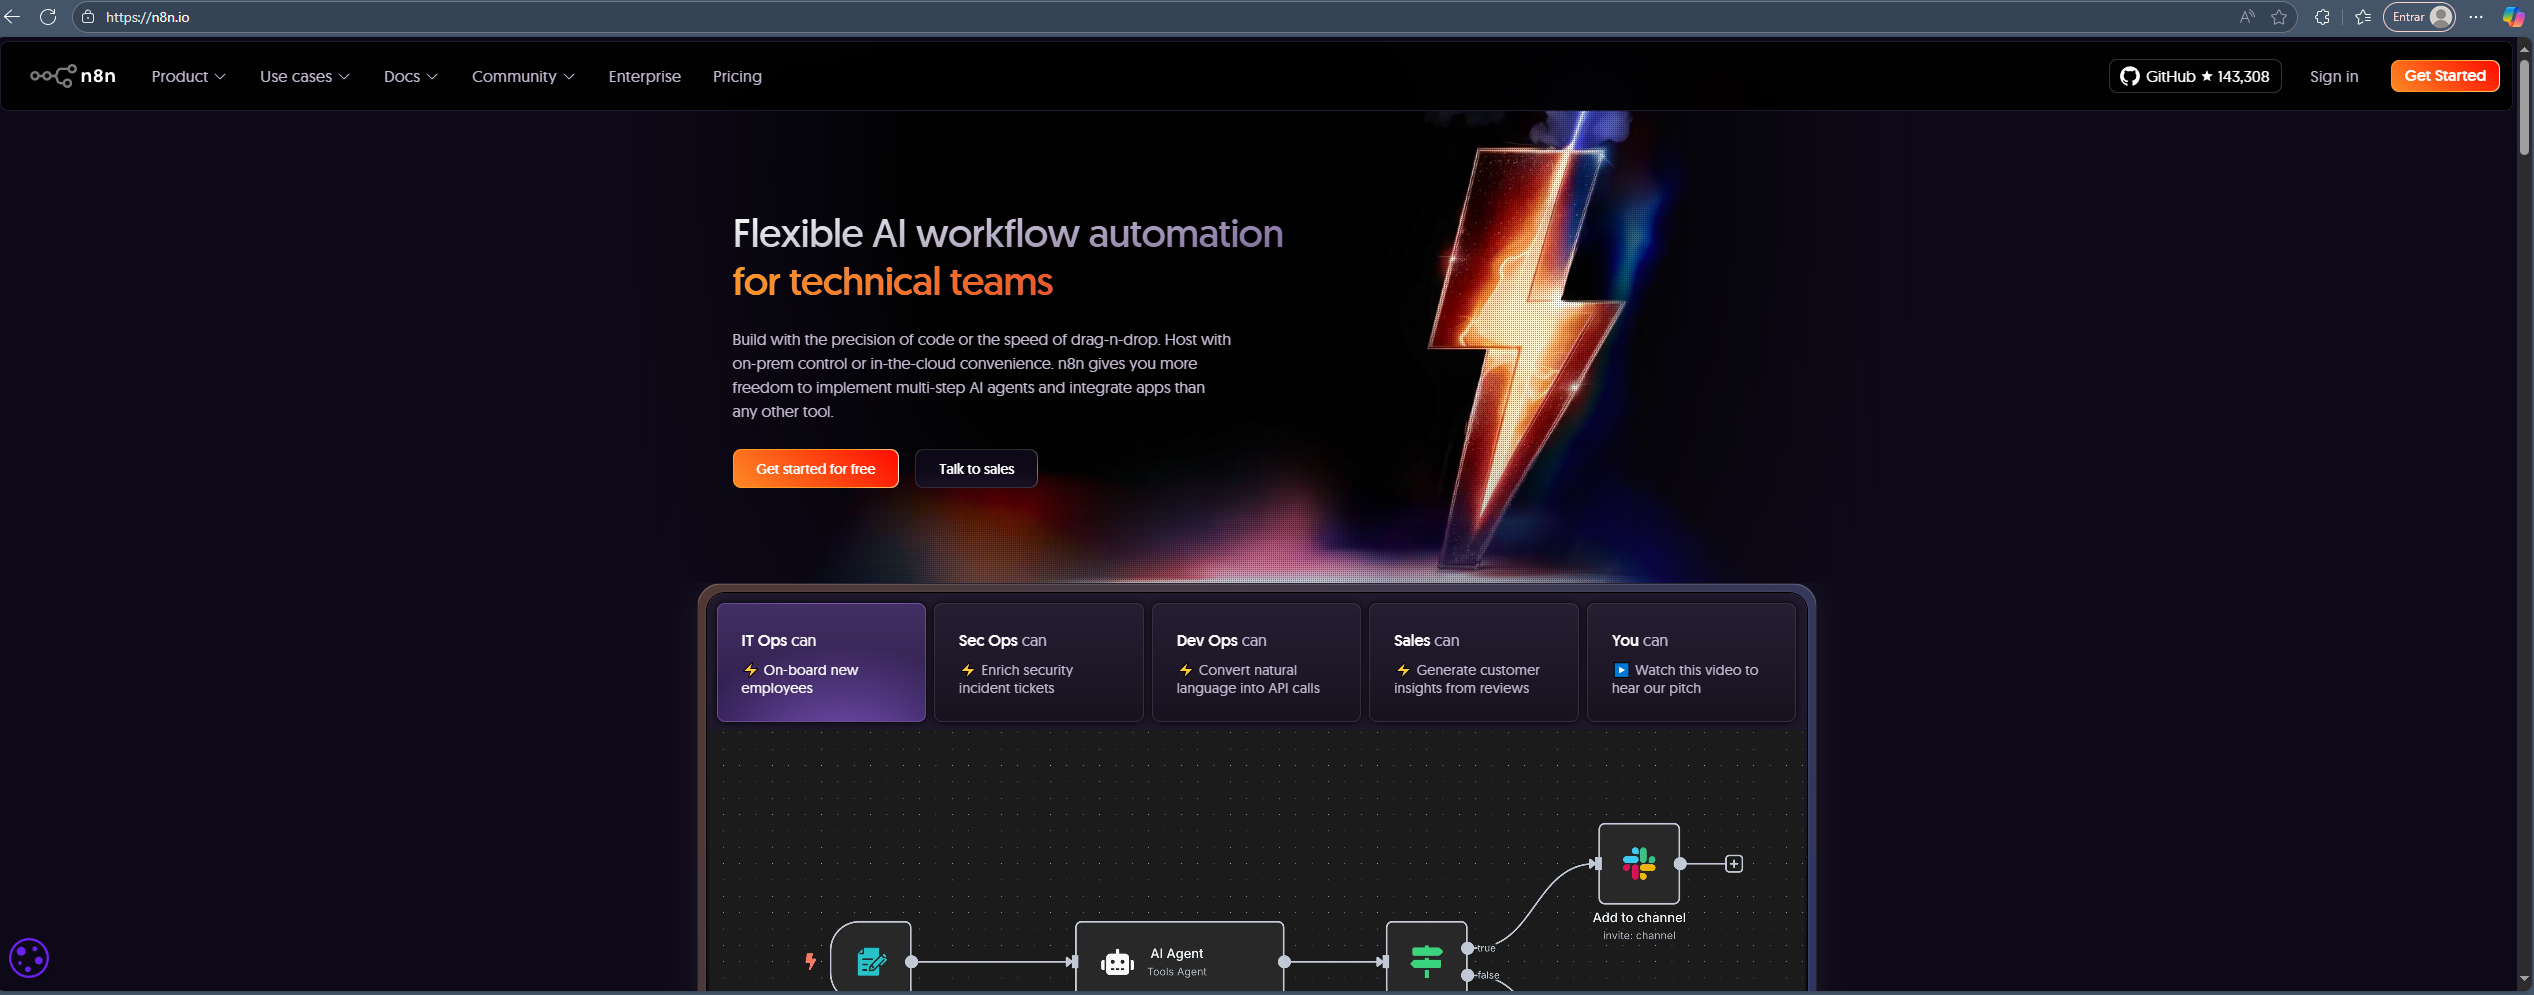 https://n8n.io
Entrar
n8n
Product
Use cases
Docs
Community
Enterprise
Pricing
GitHub ★ 143,308
Sign in
Get Started
Flexible AI workflow automation
for technical teams
Build with the precision of code or the speed of drag-n-drop. Host with
on-prem control or in-the-cloud convenience. n8n gives you more
freedom to implement multi-step AI agents and integrate apps than
any other tool.
Get started for free
Talk to sales
IT Ops can
⚡ On-board new
employees
Sec Ops can
⚡ Enrich security
incident tickets
Dev Ops can
⚡ Convert natural
language into API calls
Sales can
⚡ Generate customer
insights from reviews
You can
▶️ Watch this video to
hear our pitch
Add to channel
invite: channel
AI Agent
Tools Agent
true
false